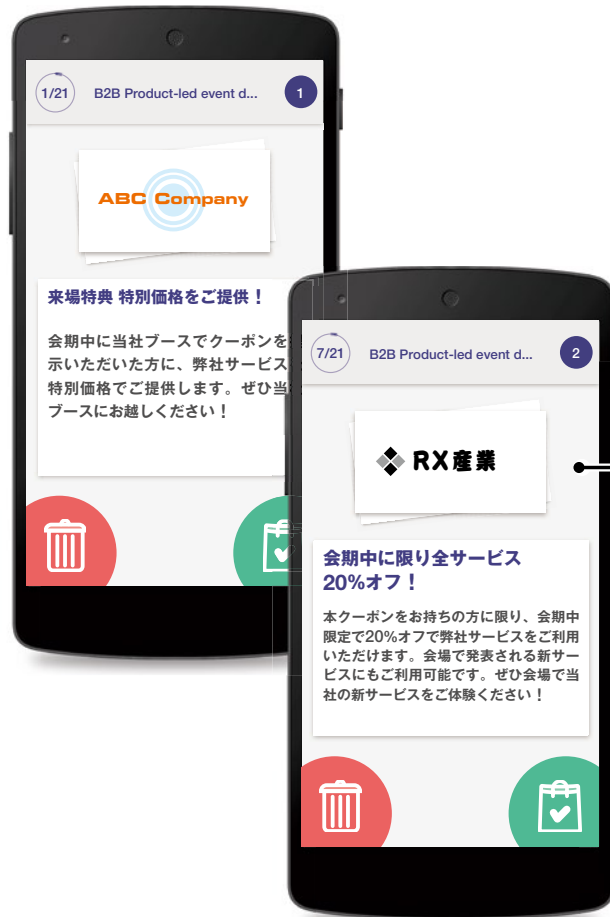 1/21
B2B Product-led event d...
1
ABC Company
来場特典 特別価格をご提供！
会期中に当社ブースでクーポンを
示いただいた方に、弊社サービス
特別価格でご提供します。ぜひ当
ブースにお越しください！
7/21
B2B Product-led event d...
2
RX産業
会期中に限り全サービス
20%オフ！
本クーポンをお持ちの方に限り、会期中
限定で20%オフで弊社サービスをご利用
いただけます。会場で発表される新サー
ビスにもご利用可能です。ぜひ会場で当
社の新サービスをご体験ください！